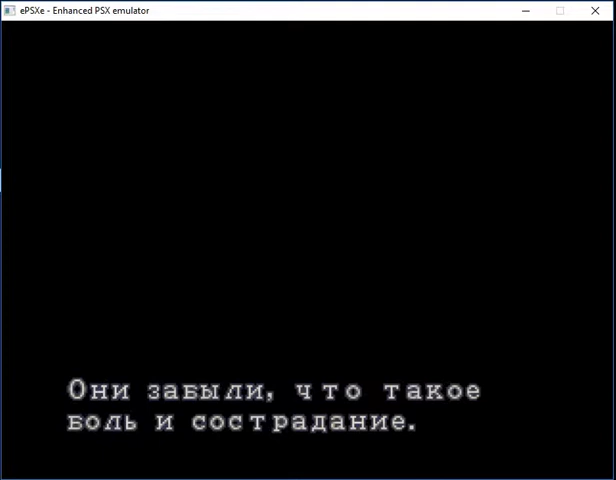 ePSXe - Enhanced PSX emulator
Они забыли, что такое
боль и сострадание.